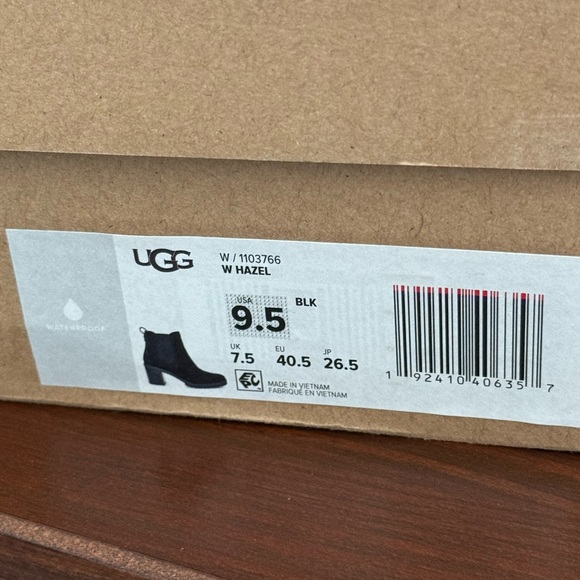 WATERPROOF
UGG
W / 1103766
W HAZEL
USA
9.5 BLK
UK EU JP
7.5 40.5 26.5
MADE IN VIETNAM
FABRIQUÉ EN VIETNAM
1 92410 40635 7